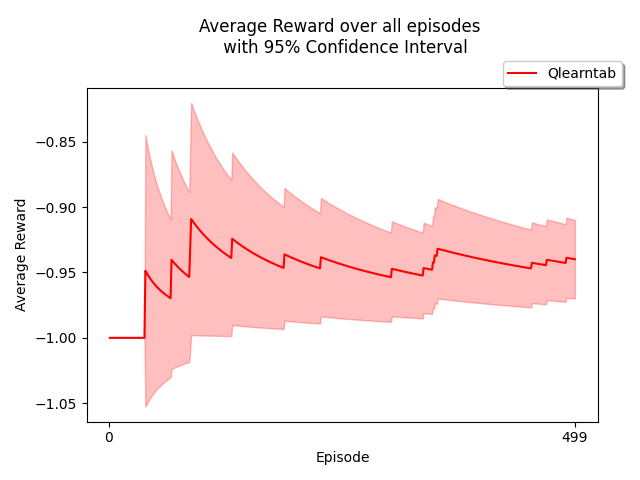 Average Reward over all episodes
with 95% Confidence Interval
Qlearntab
−0.85
−0.90
−0.95
−1.00
−1.05
Average Reward
0
499
Episode